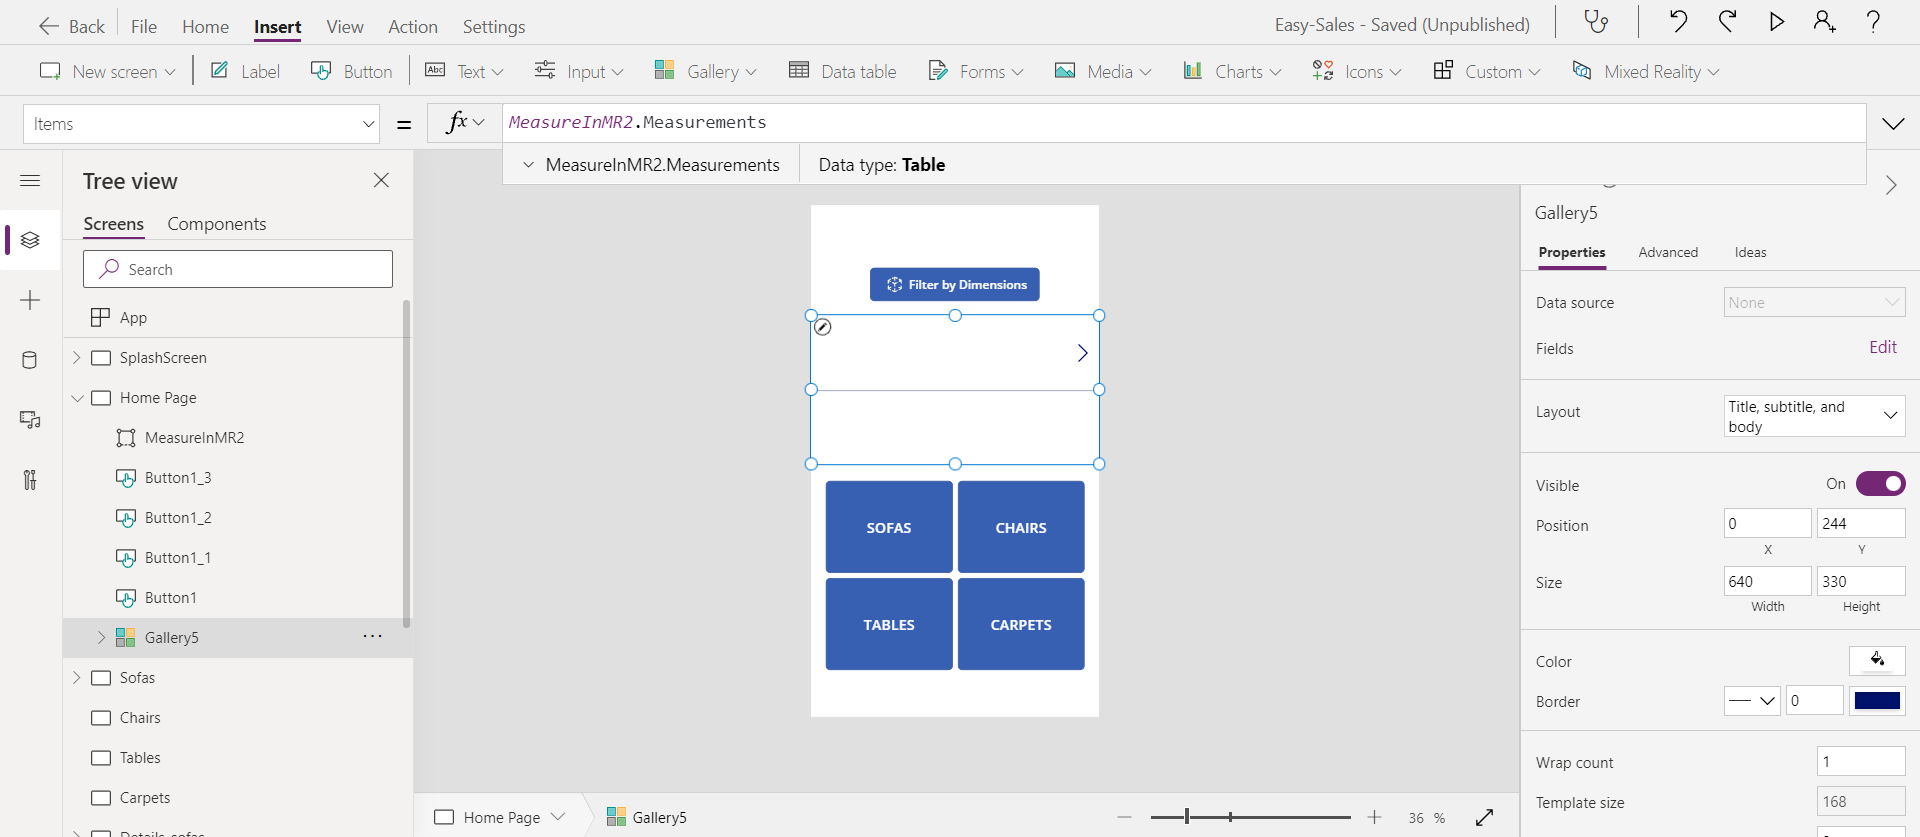 Back File Home Insert View Action Settings Easy-Sales - Saved (Unpublished)
New screen Label Button Abc Text Input Gallery Data table Forms Media Charts Icons Custom Mixed Reality
Items = fx MeasureInMR2.Measurements
MeasureInMR2.Measurements Data type: Table
Tree view
Screens Components
Search
App
SplashScreen
Home Page
MeasureInMR2
Button1_3
Button1_2
Button1_1
Button1
Gallery5 ...
Sofas
Chairs
Tables
Carpets
Details sofas
Filter by Dimensions
SOFAS CHAIRS
TABLES CARPETS
Home Page Gallery5 36 %
Gallery5
Properties Advanced Ideas
Data source None
Fields Edit
Layout Title, subtitle, and
body
Visible On
Position 0 244
X Y
Size 640 330
Width Height
Color
Border 0
Wrap count 1
Template size 168